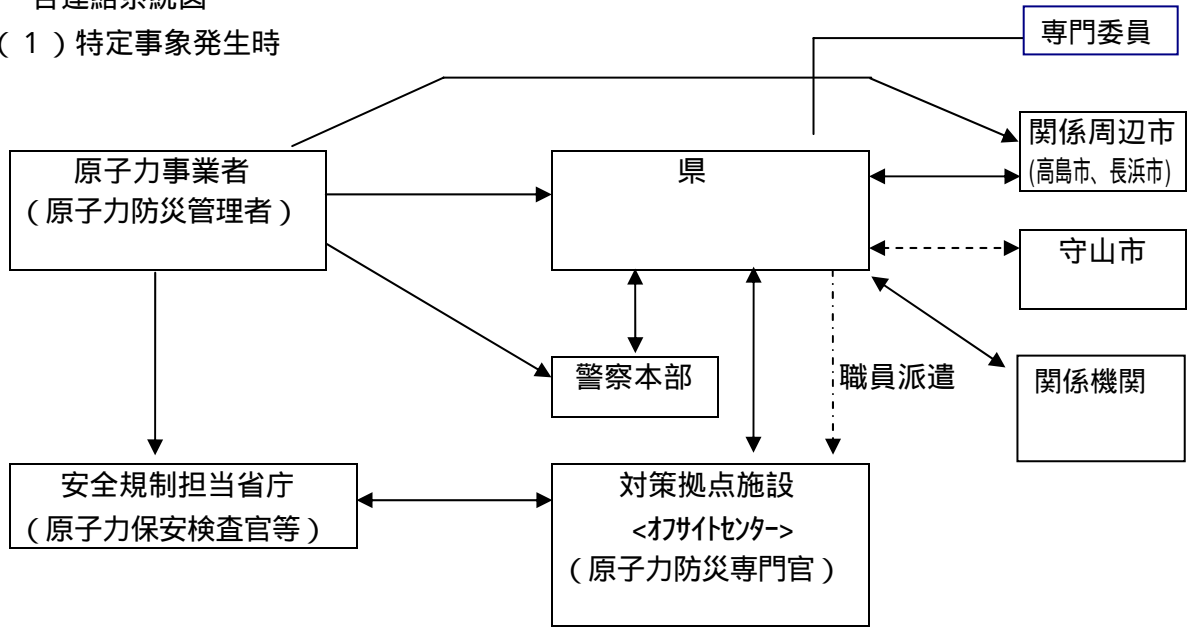 (1)特定事象発生時
専門委員
関係周辺市
(高島市、長浜市)
原子力事業者
(原子力防災管理者)
県
守山市
警察本部
職員派遣
関係機関
安全規制担当省庁
(原子力保安検査官等)
対策拠点施設
<オフサイトセンター>
(原子力防災専門官)